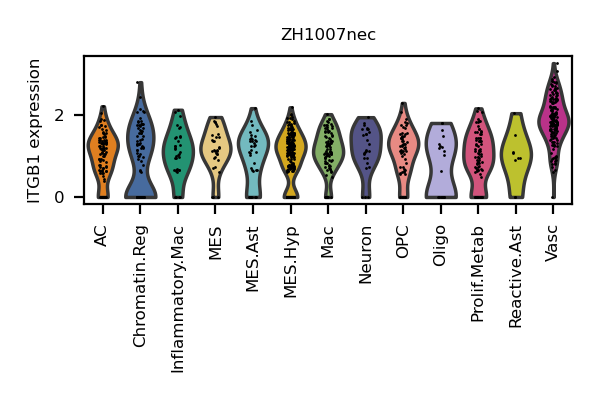 ZH1007nec
ITGB1 expression
2
0
AC
Chromatin.Reg
Inflammatory.Mac
MES
MES.Ast
MES.Hyp
Mac
Neuron
OPC
Oligo
Prolif.Metab
Reactive.Ast
Vasc